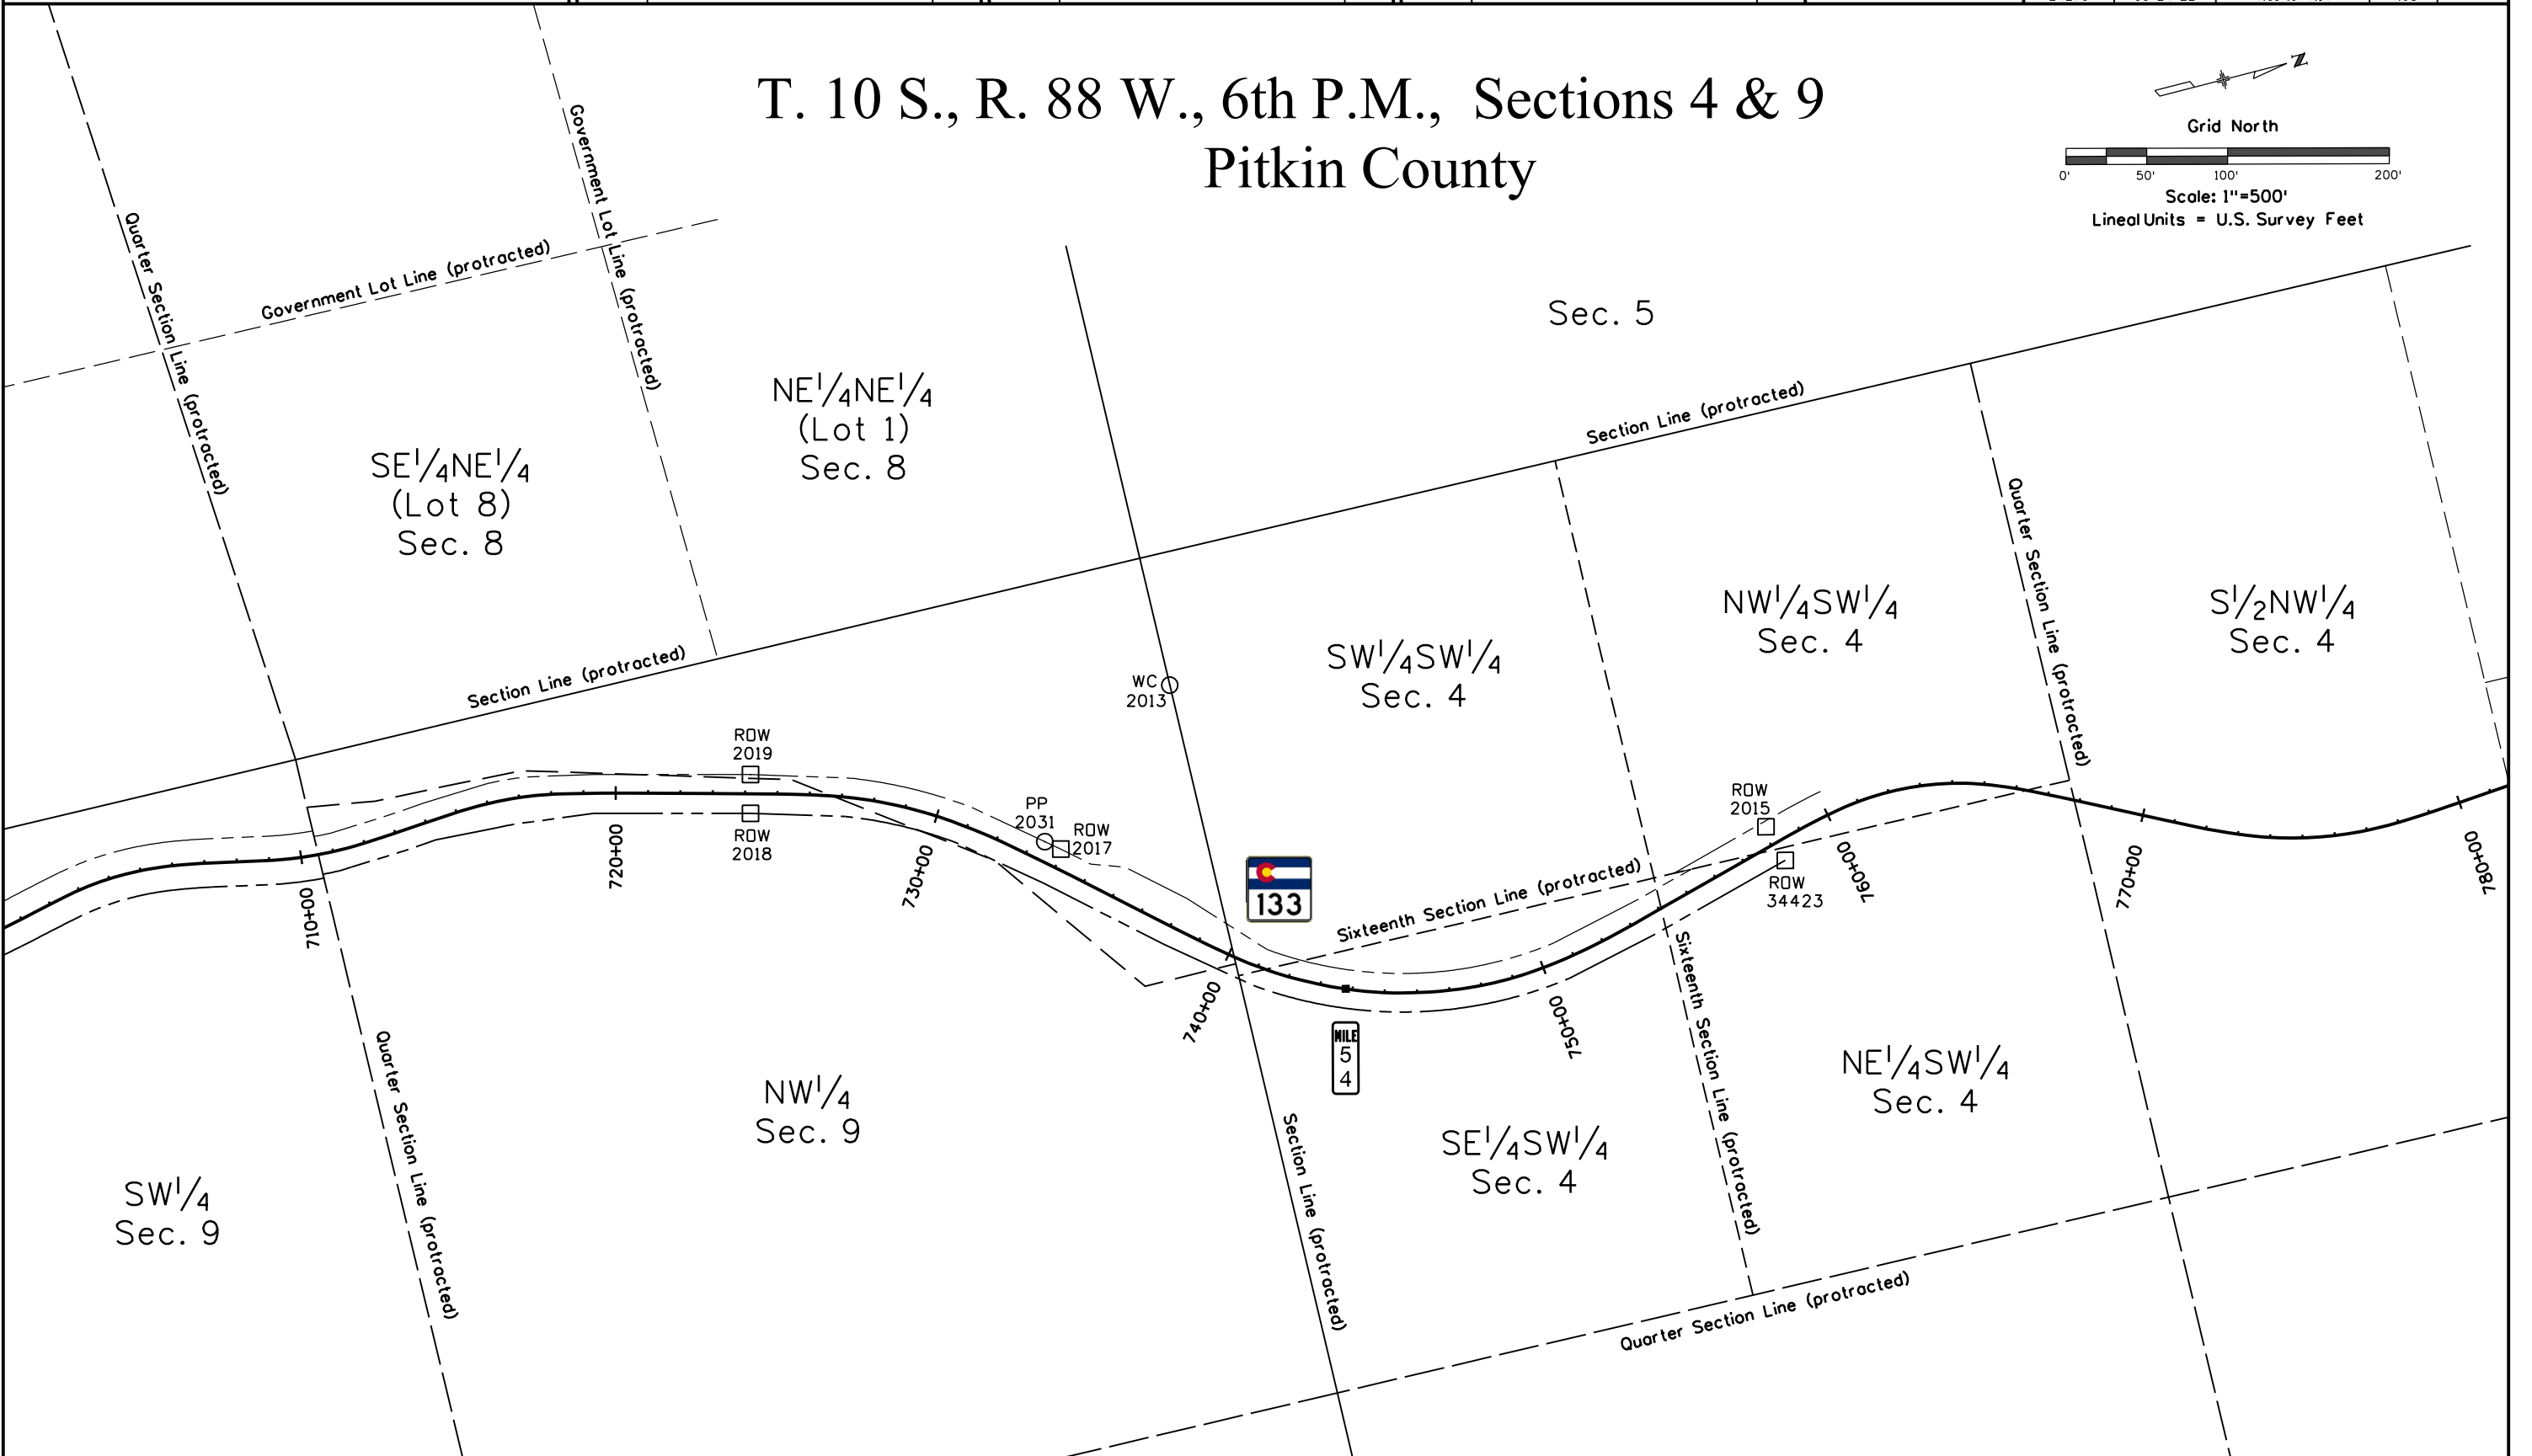 T. 10 S., R. 88 W., 6th P.M., Sections 4 & 9
Pitkin County
N
Grid North
0' 50' 100' 200'
Scale: 1"=500'
Lineal Units = U.S. Survey Feet
Quarter Section Line (protracted)
Government Lot Line (protracted)
Government Lot Line (protracted)
Sec. 5
NE1/4NE1/4
(Lot 1)
Sec. 8
SE1/4NE1/4
(Lot 8)
Sec. 8
Section Line (protracted)
Quarter Section Line (protracted)
NW1/4SW1/4
Sec. 4
S1/2NW1/4
Sec. 4
SW1/4SW1/4
Sec. 4
Section Line (protracted)
WC
2013
ROW
2019
ROW
2018
PP
2031
ROW
2017
ROW
2015
ROW
34423
133
Sixteenth Section Line (protracted)
710+00
720+00
730+00
740+00
750+00
760+00
770+00
780+00
MILE
5
4
Sixteenth Section Line (protracted)
Quarter Section Line (protracted)
Section Line (protracted)
NW1/4
Sec. 9
NE1/4SW1/4
Sec. 4
SE1/4SW1/4
Sec. 4
SW1/4
Sec. 9
Quarter Section Line (protracted)